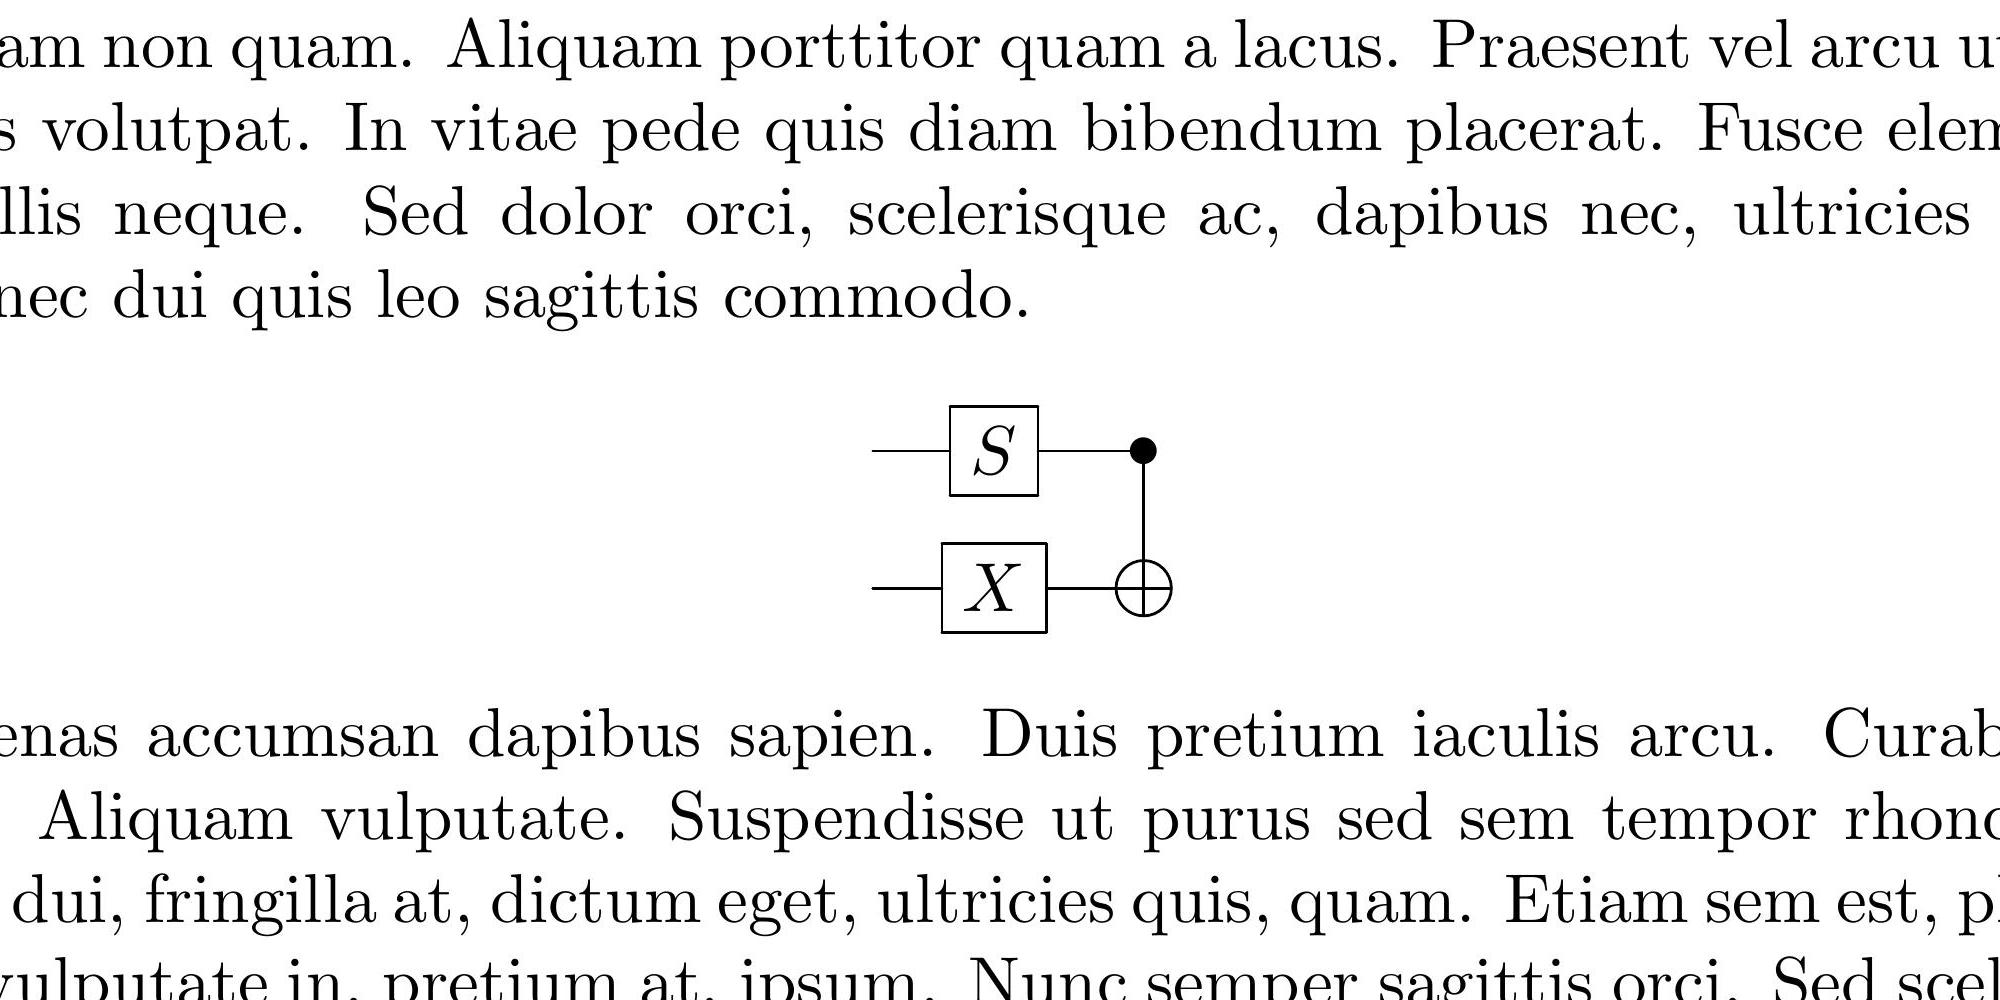 am non quam. Aliquam porttitor quam a lacus. Praesent vel arcu ut
s volutpat. In vitae pede quis diam bibendum placerat. Fusce elem
llis neque. Sed dolor orci, scelerisque ac, dapibus nec, ultricies
nec dui quis leo sagittis commodo.
S
X
enas accumsan dapibus sapien. Duis pretium iaculis arcu. Curab
Aliquam vulputate. Suspendisse ut purus sed sem tempor rhonc
dui, fringilla at, dictum eget, ultricies quis, quam. Etiam sem est, pl
vulputate in, pretium at, ipsum. Nunc semper sagittis orci. Sed scel